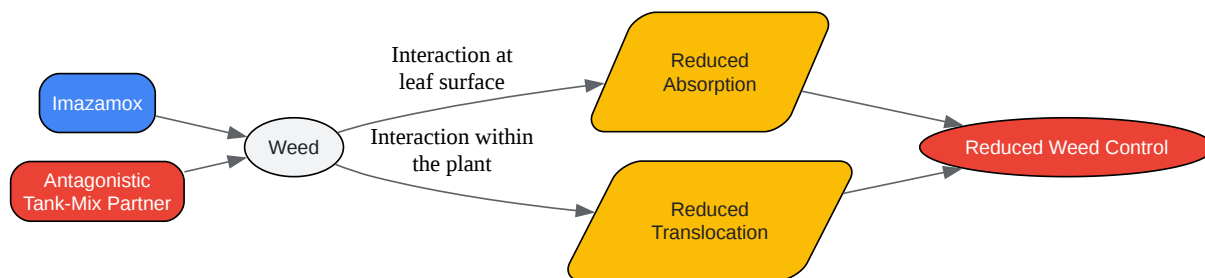 Imazamox
Antagonistic
Tank-Mix Partner
Weed
Interaction at
leaf surface
Interaction within
the plant
Reduced
Absorption
Reduced
Translocation
Reduced Weed Control